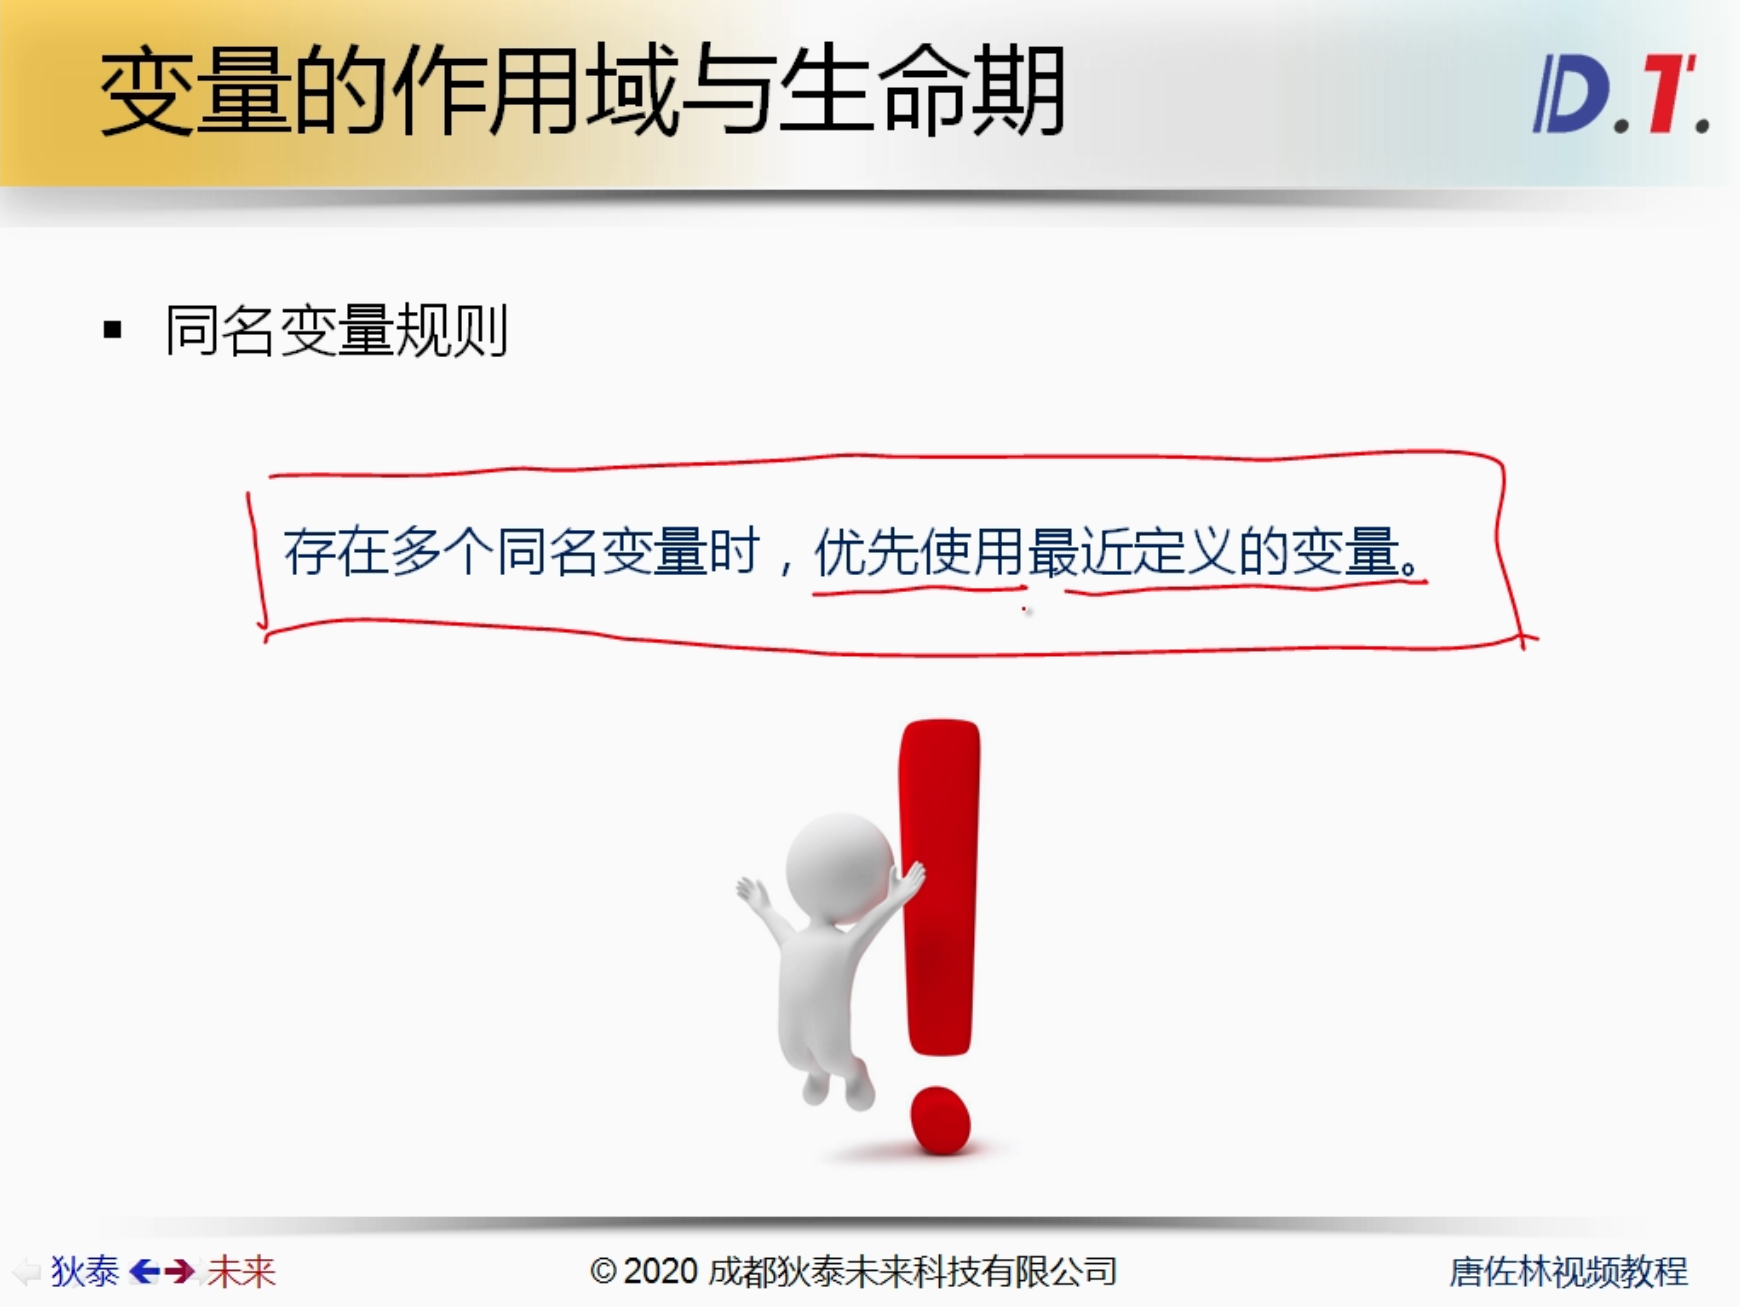 变量的作用域与生命期
D.T.
▪ 同名变量规则
存在多个同名变量时，优先使用最近定义的变量。
狄泰 未来
© 2020 成都狄泰未来科技有限公司
唐佐林视频教程